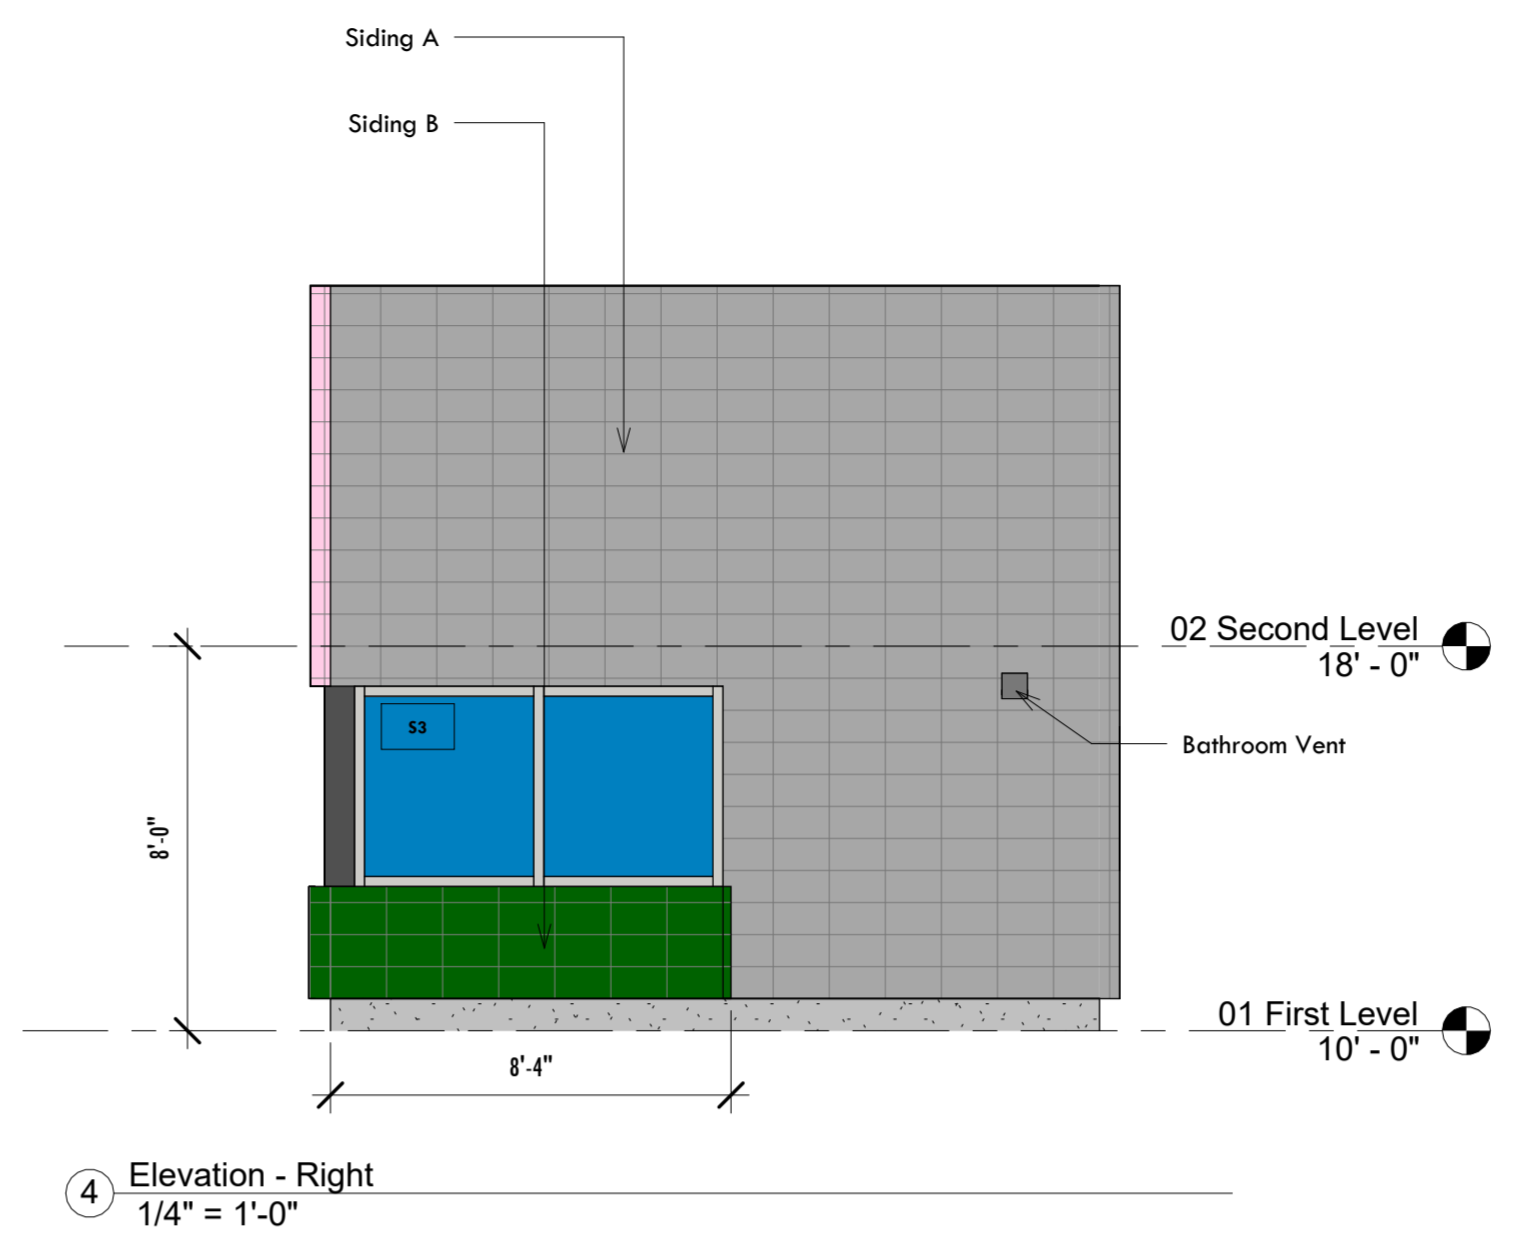 Siding A
Siding B
02 Second Level
18' - 0"
S3
Bathroom Vent
8'-0"
01 First Level
10' - 0"
8'-4"
4
Elevation - Right
1/4" = 1'-0"